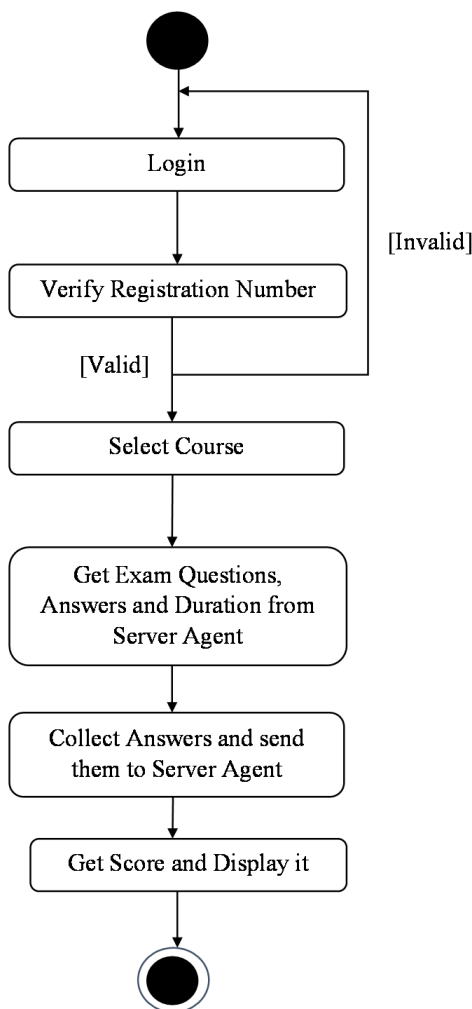 Login
[Invalid]
Verify Registration Number
[Valid]
Select Course
Get Exam Questions,
Answers and Duration from
Server Agent
Collect Answers and send
them to Server Agent
Get Score and Display it